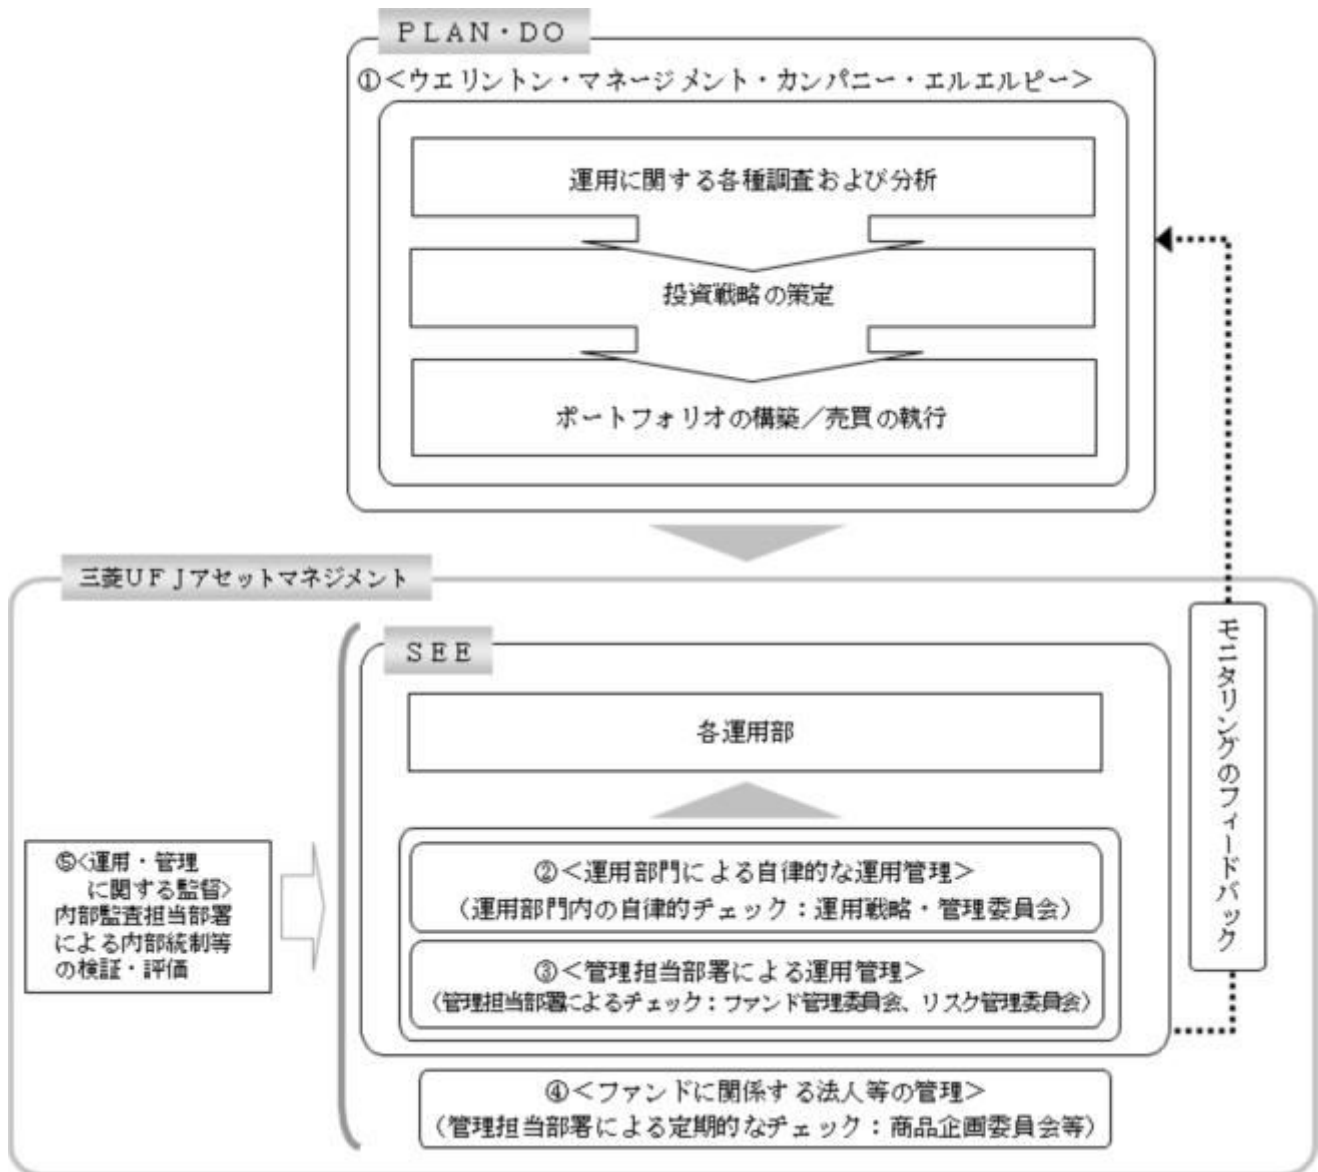 ＰＬＡＮ・ＤＯ
①＜ウエリントン・マネージメント・カンパニー・エルエルピー＞
運用に関する各種調査および分析
投資戦略の策定
ポートフォリオの構築／売買の執行
三菱ＵＦＪアセットマネジメント
ＳＥＥ
各運用部
②＜運用部門による自律的な運用管理＞
（運用部門内の自律的チェック：運用戦略・管理委員会）
③＜管理担当部署による運用管理＞
（管理担当部署によるチェック：ファンド管理委員会、リスク管理委員会）
④＜ファンドに関係する法人等の管理＞
（管理担当部署による定期的なチェック：商品企画委員会等）
⑤＜運用・管理
に関する監督＞
内部監査担当部署
による内部統制等
の検証・評価
モニタリングのフィードバック